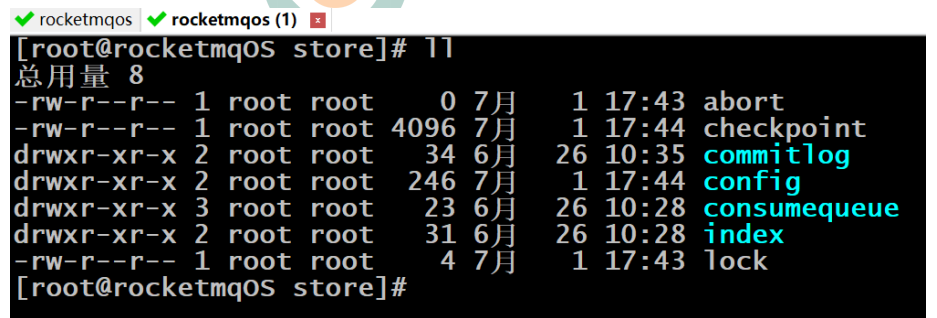 rocketmqos rocketmqos (1)
[root@rocketmqOS store]# ll
总用量 8
-rw-r--r-- 1 root root    0 7月   1 17:43 abort
-rw-r--r-- 1 root root 4096 7月   1 17:44 checkpoint
drwxr-xr-x 2 root root   34 6月  26 10:35 commitlog
drwxr-xr-x 2 root root  246 7月   1 17:44 config
drwxr-xr-x 3 root root   23 6月  26 10:28 consumequeue
drwxr-xr-x 2 root root   31 6月  26 10:28 index
-rw-r--r-- 1 root root    4 7月   1 17:43 lock
[root@rocketmqOS store]#